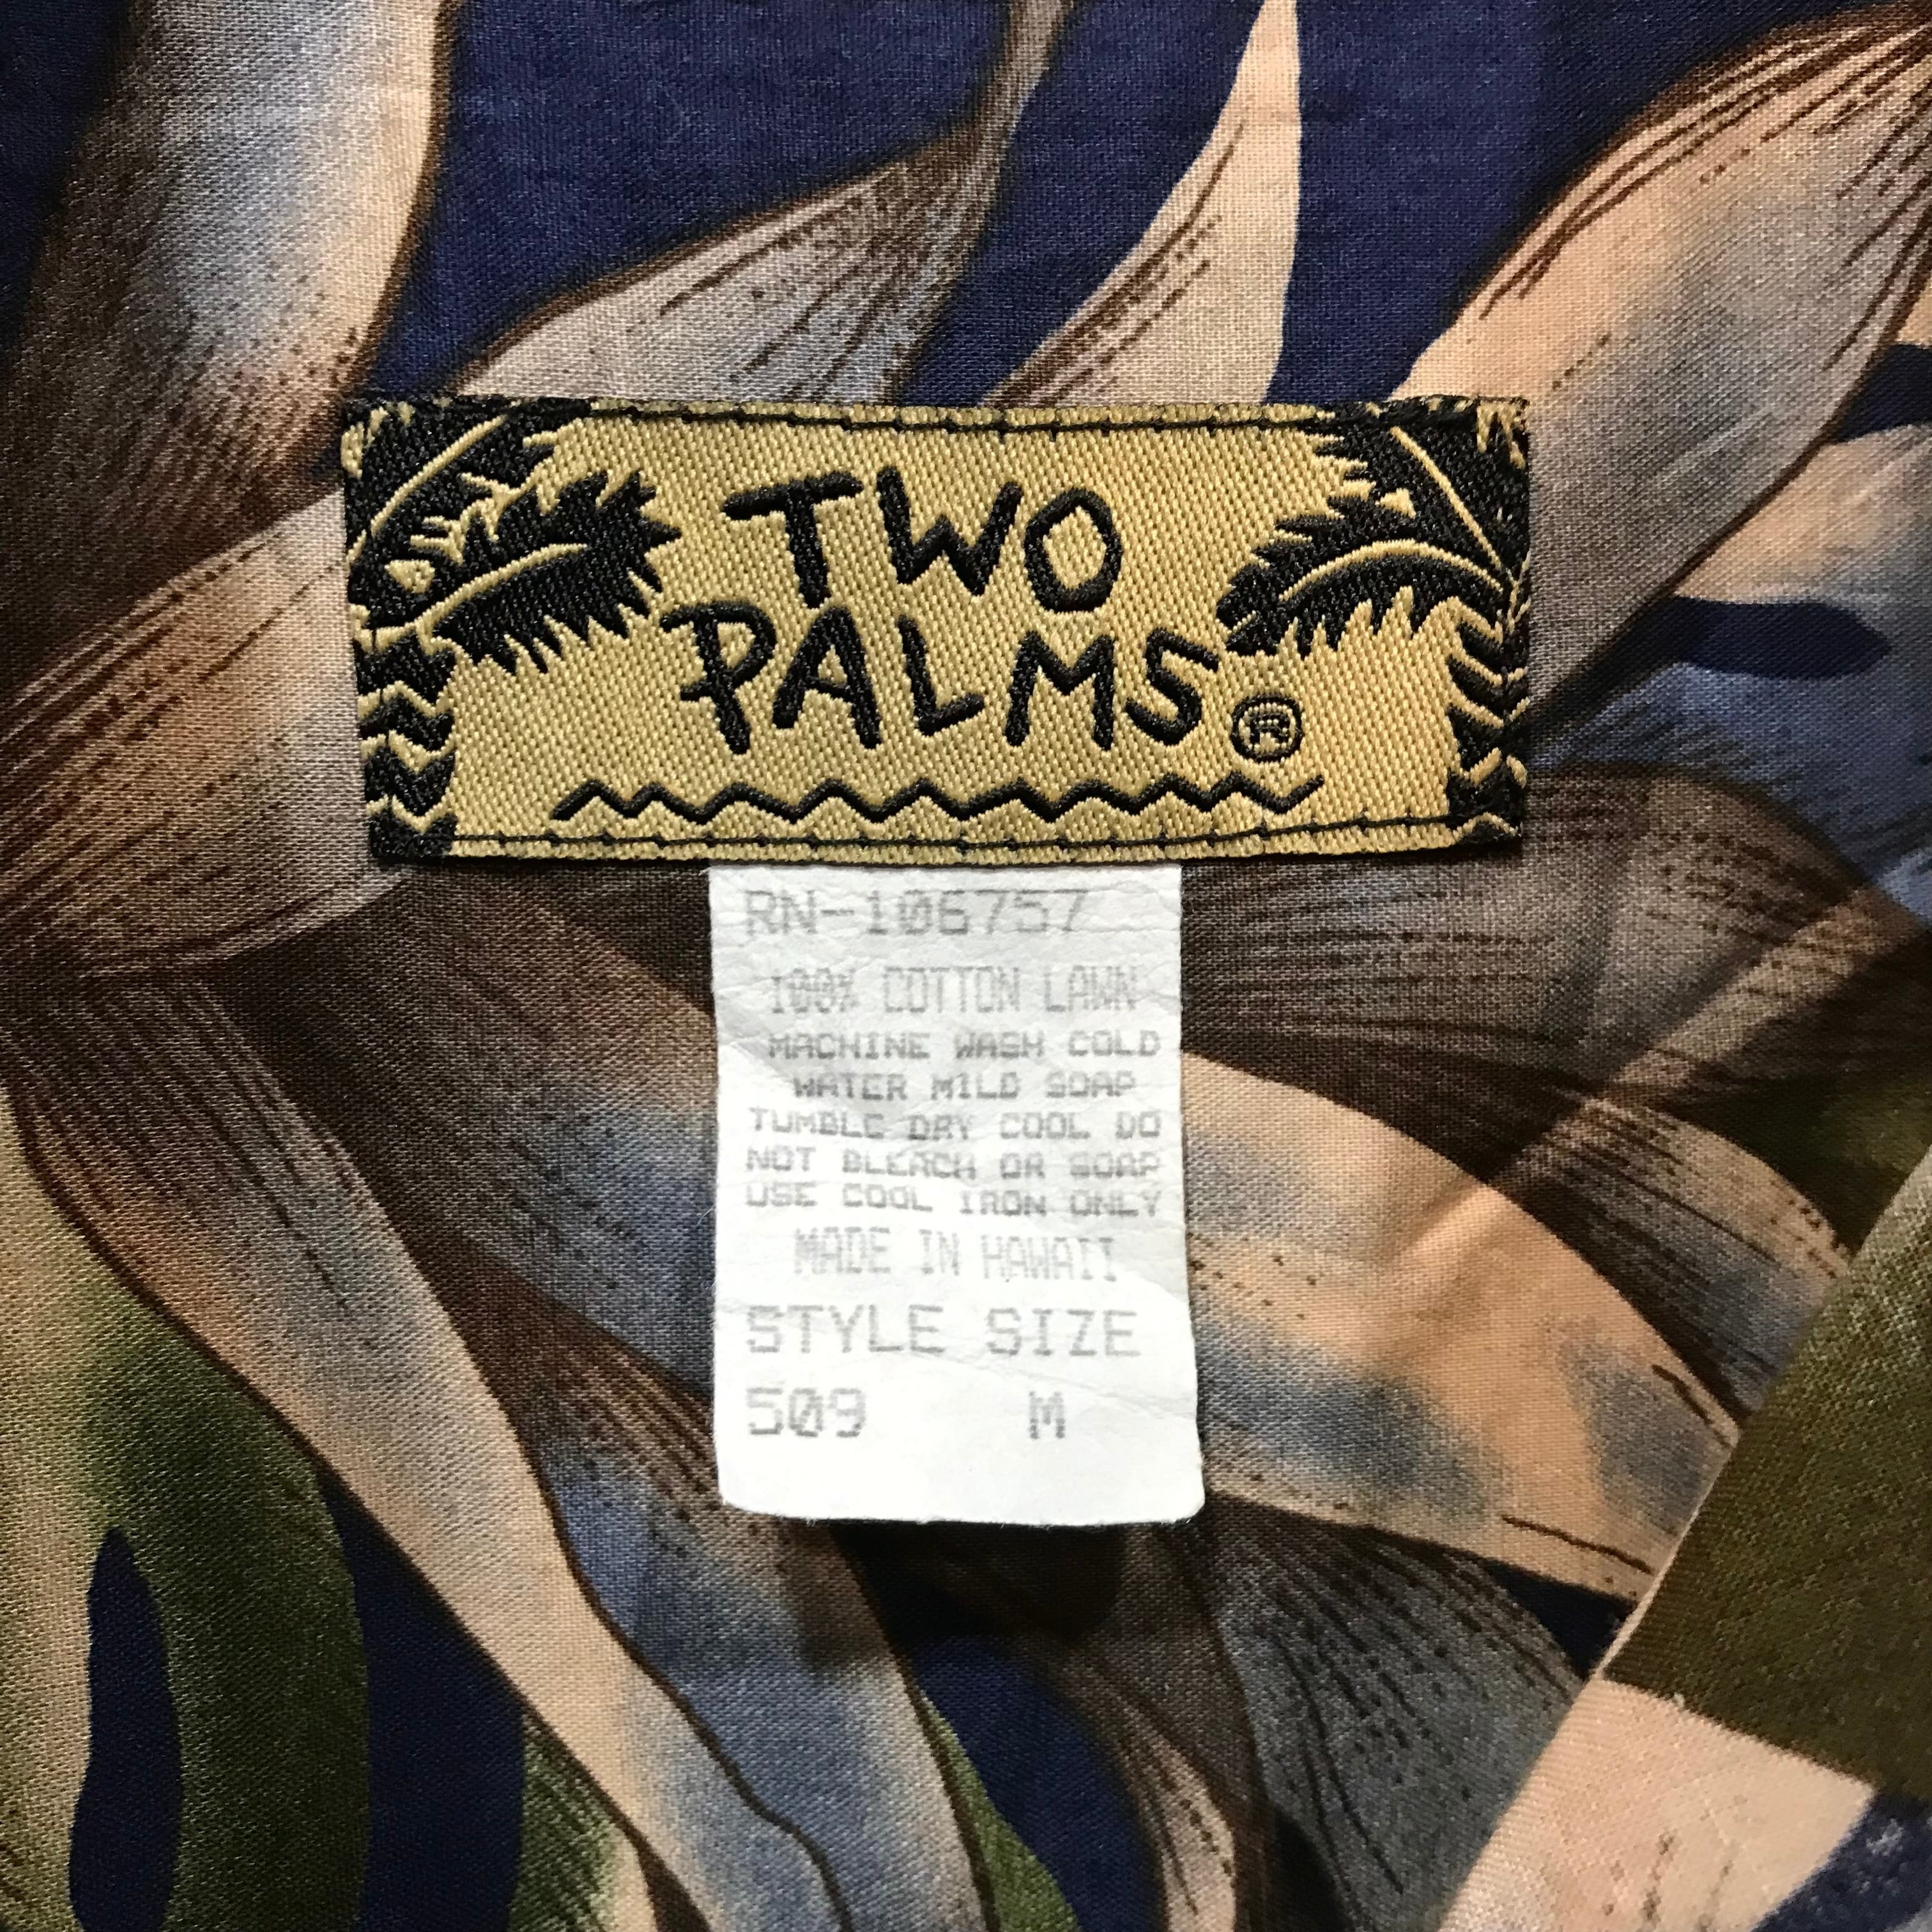 TWO
PALMS®
RN-106757
100% COTTON LAWN
MACHINE WASH COLD
WATER MILD SOAP
TUMBLE DRY COOL DO
NOT BLEACH OR SOAP
USE COOL IRON ONLY
MADE IN HAWAII
STYLE SIZE
509 M